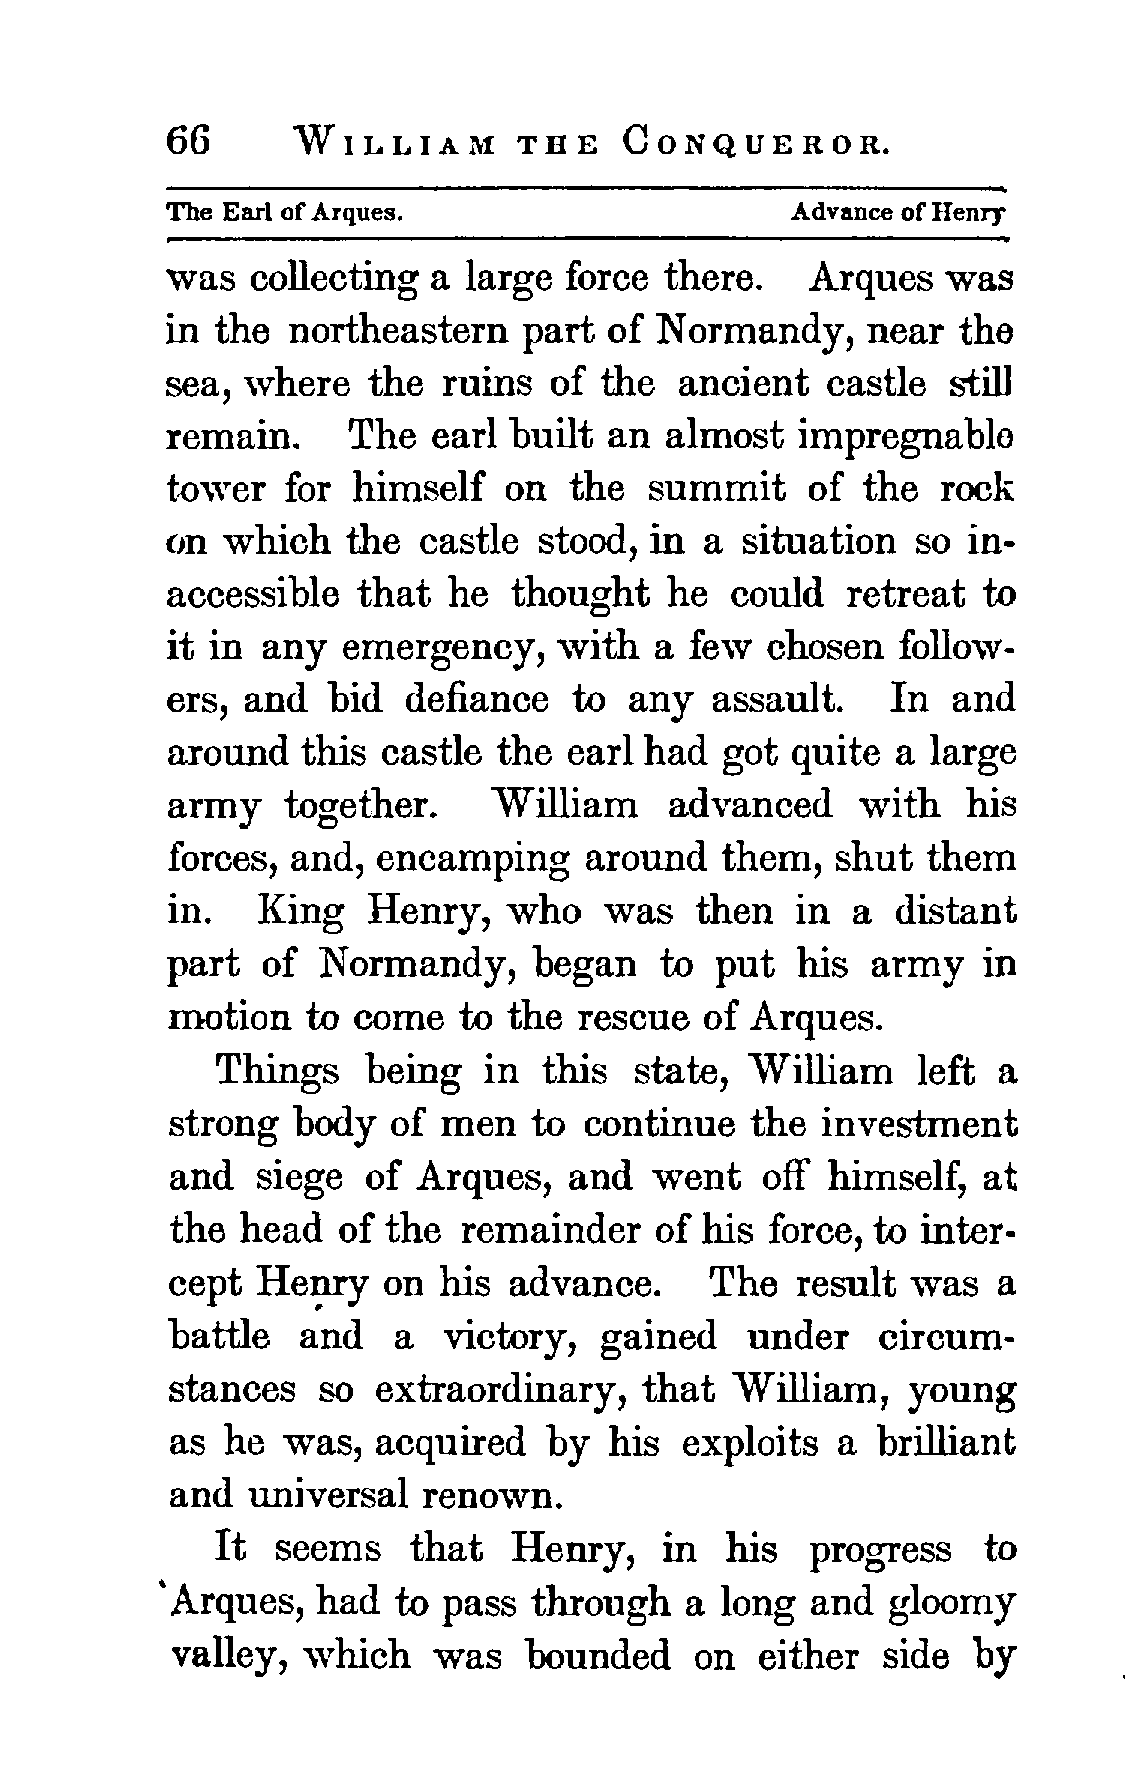 66 WILLIAM THE CONQUEROR.
The Earl of Arques. Advance of Henry
was collecting a large force there. Arques was
in the northeastern part of Normandy, near the
sea, where the ruins of the ancient castle still
remain. The earl built an almost impregnable
tower for himself on the summit of the rock
on which the castle stood, in a situation so in-
accessible that he thought he could retreat to
it in any emergency, with a few chosen follow-
ers, and bid defiance to any assault. In and
around this castle the earl had got quite a large
army together. William advanced with his
forces, and, encamping around them, shut them
in. King Henry, who was then in a distant
part of Normandy, began to put his army in
motion to come to the rescue of Arques.
Things being in this state, William left a
strong body of men to continue the investment
and siege of Arques, and went off himself, at
the head of the remainder of his force, to inter-
cept Henry on his advance. The result was a
battle and a victory, gained under circum-
stances so extraordinary, that William, young
as he was, acquired by his exploits a brilliant
and universal renown.
It seems that Henry, in his progress to
Arques, had to pass through a long and gloomy
valley, which was bounded on either side by